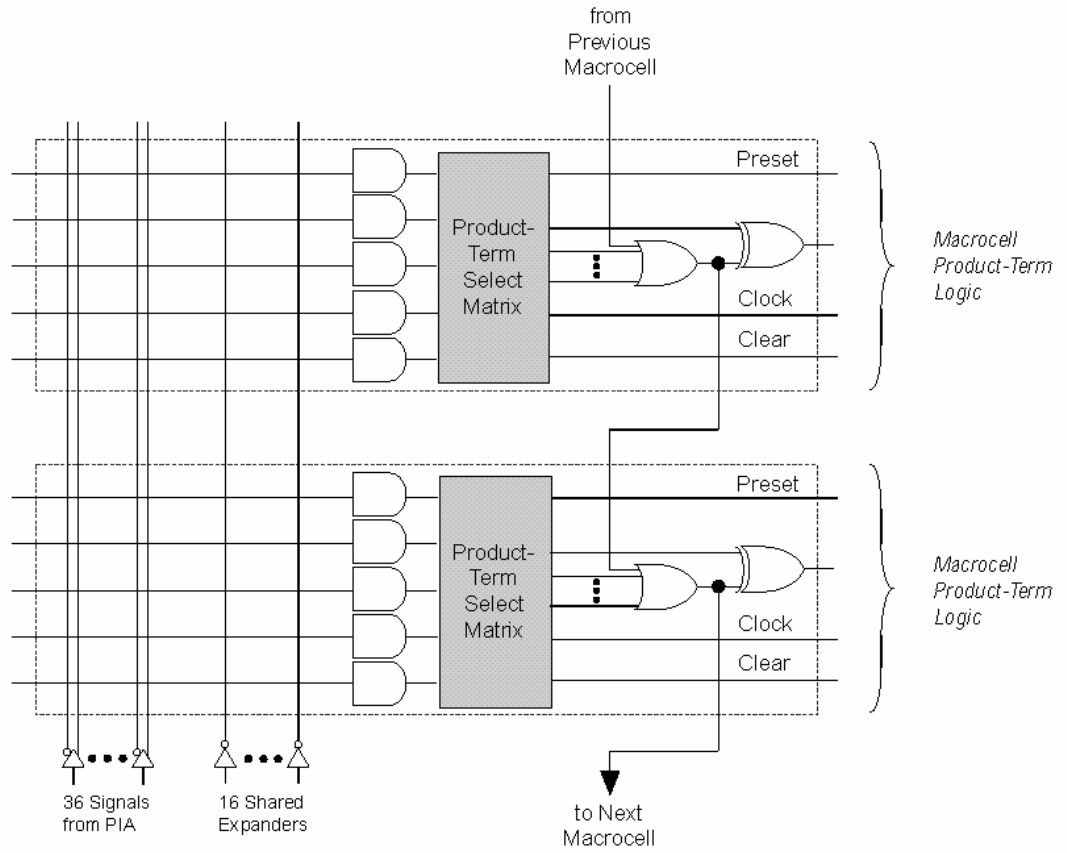 from
Previous
Macrocell
Preset
Product-
Term
Select
Matrix
Clock
Clear
Macrocell
Product-Term
Logic
Preset
Product-
Term
Select
Matrix
Clock
Clear
Macrocell
Product-Term
Logic
36 Signals
from PIA
16 Shared
Expanders
to Next
Macrocell